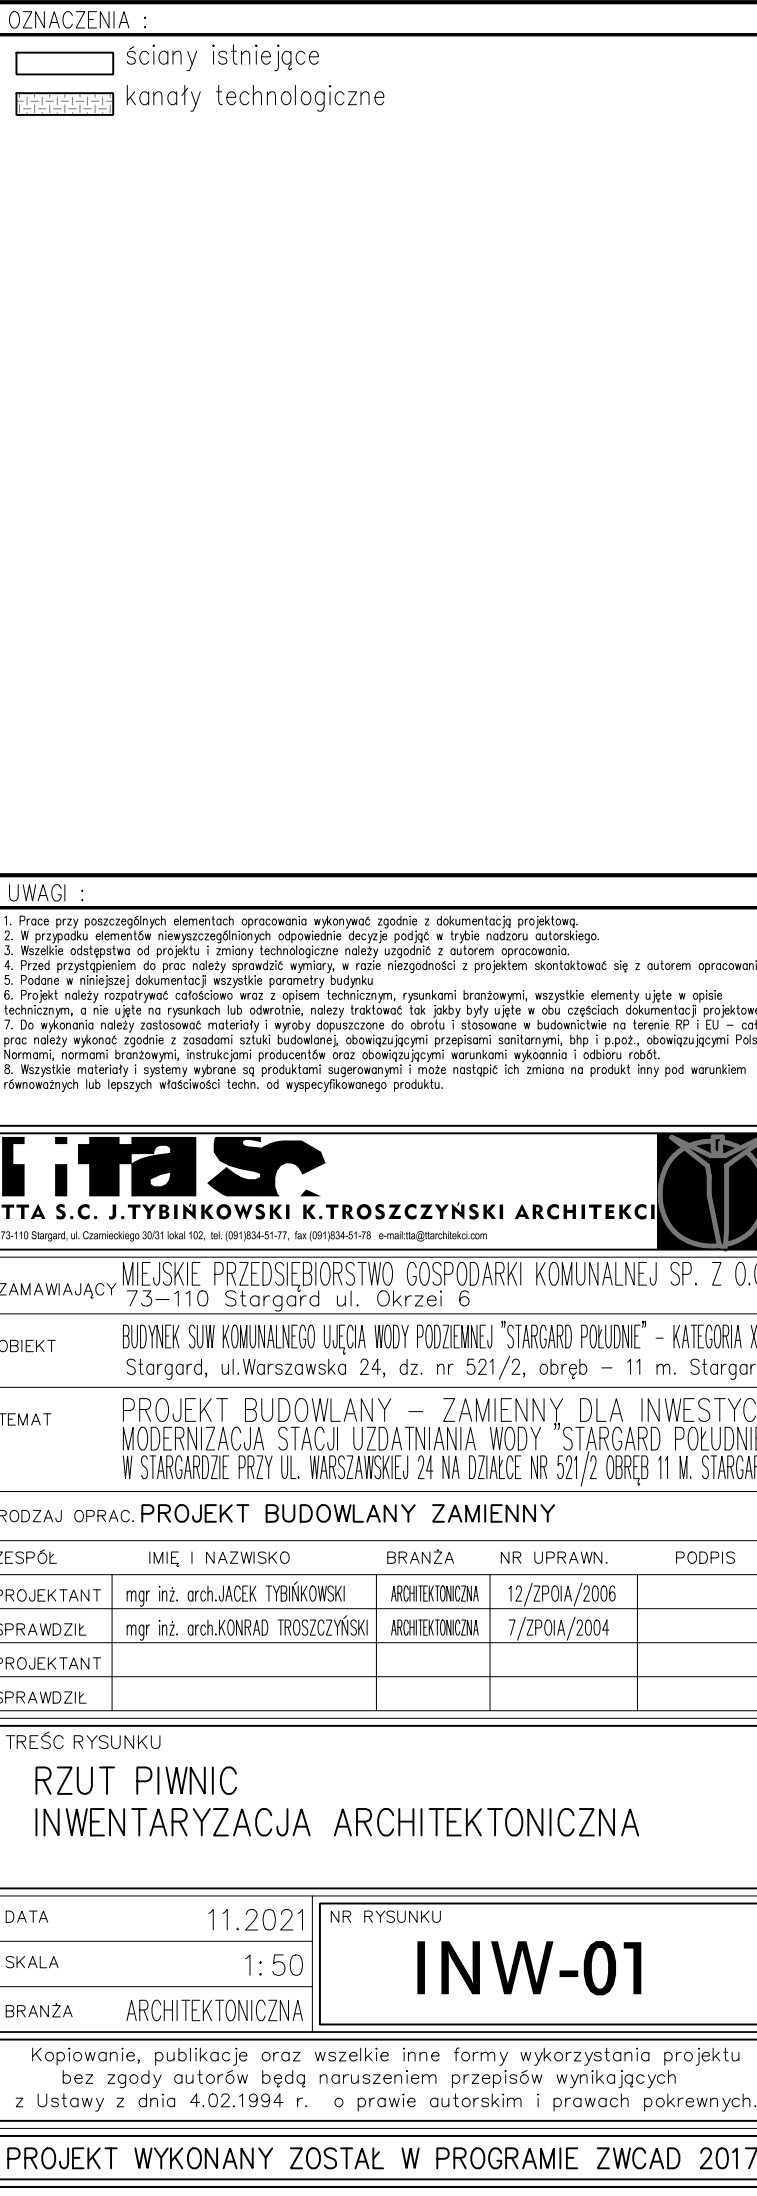 OZNACZENIA :
ściany istniejące
kanały technologiczne
UWAGI :
1. Prace przy poszczególnych elementach opracowania wykonywać zgodnie z dokumentacją projektową.
2. W przypadku elementów niewyszczególnionych odpowiednie decyzje podjąć w trybie nadzoru autorskiego.
3. Wszelkie odstępstwa od projektu i zmiany technologiczne należy uzgodnić z autorem opracowania.
4. Przed przystąpieniem do prac należy sprawdzić wymiary, w razie niezgodności z projektem skontaktować się z autorem opracowani
5. Podane w niniejszej dokumentacji wszystkie parametry budynku
6. Projekt należy rozpatrywać całościowo wraz z opisem technicznym, rysunkami branżowymi, wszystkie elementy ujęte w opisie
technicznym, a nie ujęte na rysunkach lub odwrotnie, nalezy traktować tak jakby były ujęte w obu częściach dokumentacji projektowe
7. Do wykonania należy zastosować materiały i wyroby dopuszczone do obrotu i stosowane w budownictwie na terenie RP i EU – cał
prac należy wykonać zgodnie z zasadami sztuki budowlanej, obowiązującymi przepisami sanitarnymi, bhp i p.poż., obowiązującymi Pols
Normami, normami branżowymi, instrukcjami producentów oraz obowiązującymi warunkami wykoannia i odbioru robót.
8. Wszystkie materiały i systemy wybrane są produktami sugerowanymi i może nastąpić ich zmiana na produkt inny pod warunkiem
równoważnych lub lepszych właściwości techn. od wyspecyfikowanego produktu.
tta sc
TTA S.C. J.TYBIŃKOWSKI K.TROSZCZYŃSKI ARCHITEKCI
73-110 Stargard, ul. Czarnieckiego 30/31 lokal 102, tel. (091)834-51-77, fax (091)834-51-78 e-mail:tta@ttarchitekci.com
ZAMAWIAJĄCY MIEJSKIE PRZEDSIĘBIORSTWO GOSPODARKI KOMUNALNEJ SP. Z O.O
73–110 Stargard ul. Okrzei 6
OBIEKT BUDYNEK SUW KOMUNALNEGO UJĘCIA WODY PODZIEMNEJ "STARGARD POŁUDNIE" – KATEGORIA X
Stargard, ul.Warszawska 24, dz. nr 521/2, obręb – 11 m. Stargar
TEMAT PROJEKT BUDOWLANY – ZAMIENNY DLA INWESTYC
MODERNIZACJA STACJI UZDATNIANIA WODY "STARGARD POŁUDNIE
W STARGARDZIE PRZY UL. WARSZAWSKIEJ 24 NA DZIAŁCE NR 521/2 OBRĘB 11 M. STARGAR
RODZAJ OPRAC. PROJEKT BUDOWLANY ZAMIENNY
ZESPÓŁ IMIĘ I NAZWISKO BRANŻA NR UPRAWN. PODPIS
PROJEKTANT mgr inż. arch.JACEK TYBIŃKOWSKI ARCHITEKTONICZNA 12/ZPOIA/2006
SPRAWDZIŁ mgr inż. arch.KONRAD TROSZCZYŃSKI ARCHITEKTONICZNA 7/ZPOIA/2004
PROJEKTANT
SPRAWDZIŁ
TREŚC RYSUNKU
RZUT PIWNIC
INWENTARYZACJA ARCHITEKTONICZNA
DATA 11.2021
SKALA 1:50
BRANŻA ARCHITEKTONICZNA
NR RYSUNKU
INW-01
Kopiowanie, publikacje oraz wszelkie inne formy wykorzystania projektu
bez zgody autorów będą naruszeniem przepisów wynikających
z Ustawy z dnia 4.02.1994 r. o prawie autorskim i prawach pokrewnych.
PROJEKT WYKONANY ZOSTAŁ W PROGRAMIE ZWCAD 2017